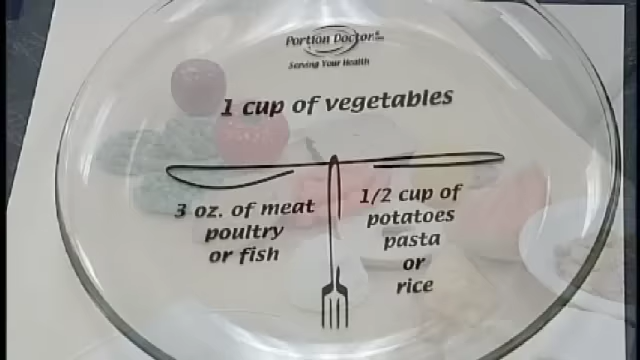 Portion Doctor®
Serving Your Health
1 cup of vegetables
3 oz. of meat
poultry
or fish
1/2 cup of
potatoes
pasta
or
rice